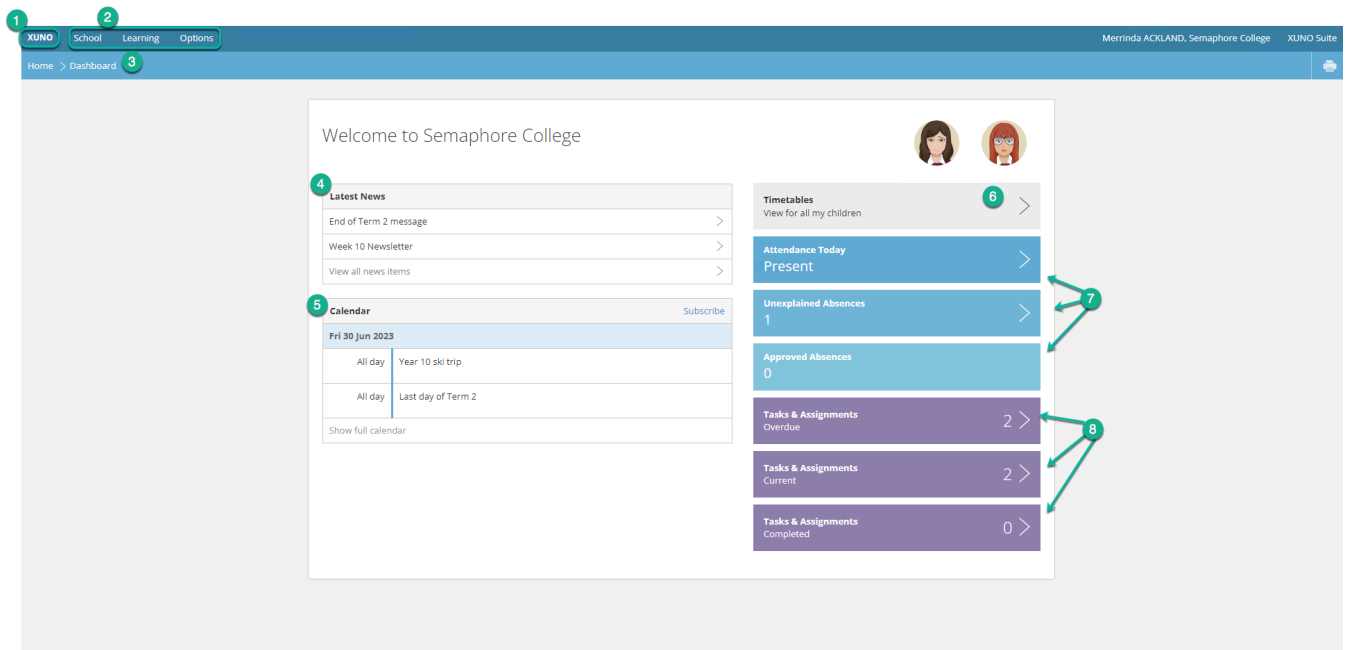 1
2
XUNO School Learning Options Merrinda ACKLAND, Semaphore College XUNO Suite
Home Dashboard 3
Welcome to Semaphore College
4
Latest News
End of Term 2 message
Week 10 Newsletter
View all news items
5
Calendar Subscribe
Fri 30 Jun 2023
All day Year 10 ski trip
All day Last day of Term 2
Show full calendar
Timetables 6
View for all my children
Attendance Today
Present
7
Unexplained Absences
1
Approved Absences
0
Tasks & Assignments
Overdue 2
8
Tasks & Assignments
Current 2
Tasks & Assignments
Completed 0